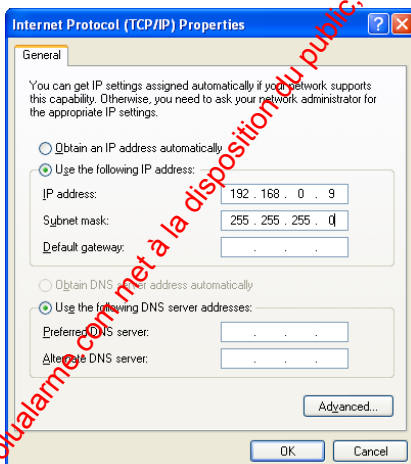 Internet Protocol (TCP/IP) Properties
General
You can get IP settings assigned automatically if your network supports
this capability. Otherwise, you need to ask your network administrator for
the appropriate IP settings.
Obtain an IP address automatically
Use the following IP address:
IP address: 192 . 168 . 0 . 9
Subnet mask: 255 . 255 . 255 . 0
Default gateway: . . .
Obtain DNS server address automatically
Use the following DNS server addresses:
Preferred DNS server: . . .
Alternate DNS server: . . .
Advanced...
OK Cancel
olualarme.com met à la disposition du public,